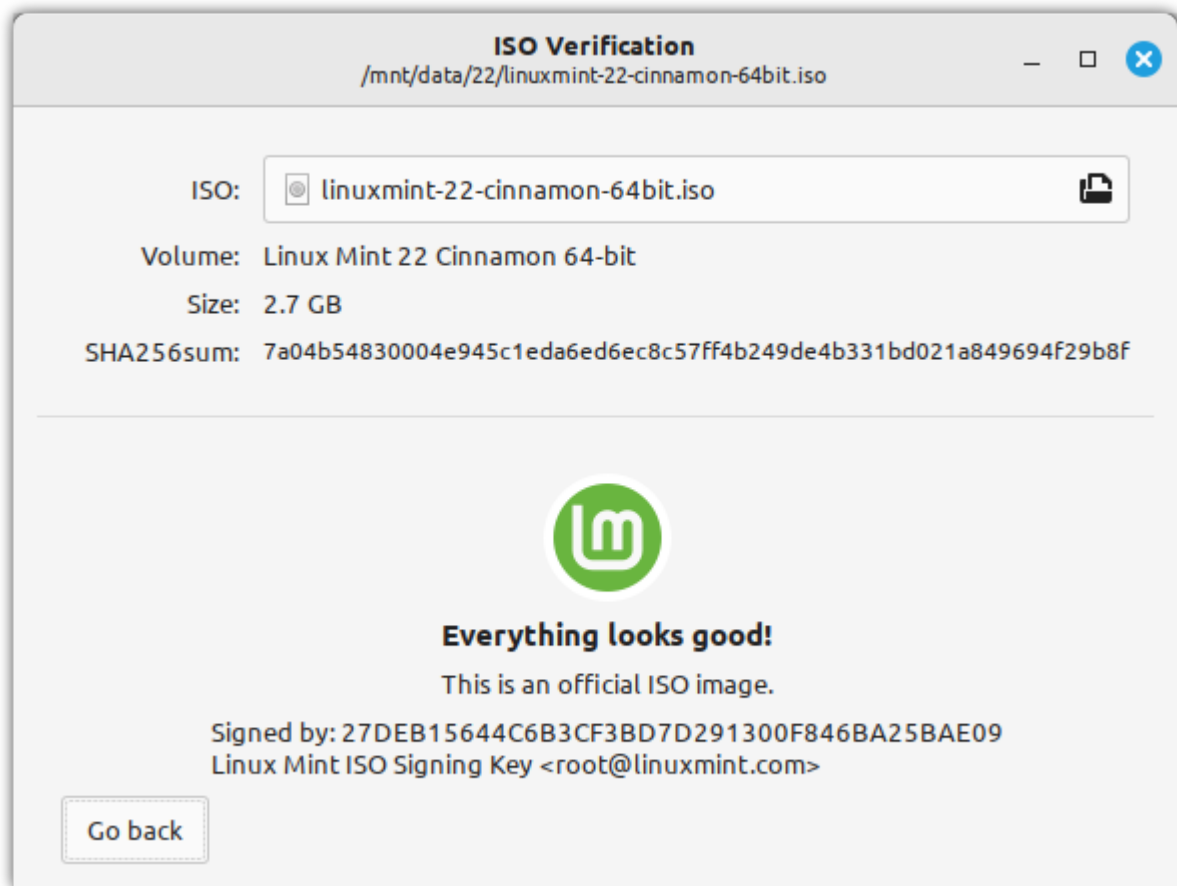 ISO Verification
/mnt/data/22/linuxmint-22-cinnamon-64bit.iso
ISO: linuxmint-22-cinnamon-64bit.iso
Volume: Linux Mint 22 Cinnamon 64-bit
Size: 2.7 GB
SHA256sum: 7a04b54830004e945c1eda6ed6ec8c57ff4b249de4b331bd021a849694f29b8f
lm
Everything looks good!
This is an official ISO image.
Signed by: 27DEB15644C6B3CF3BD7D291300F846BA25BAE09
Linux Mint ISO Signing Key <root@linuxmint.com>
Go back